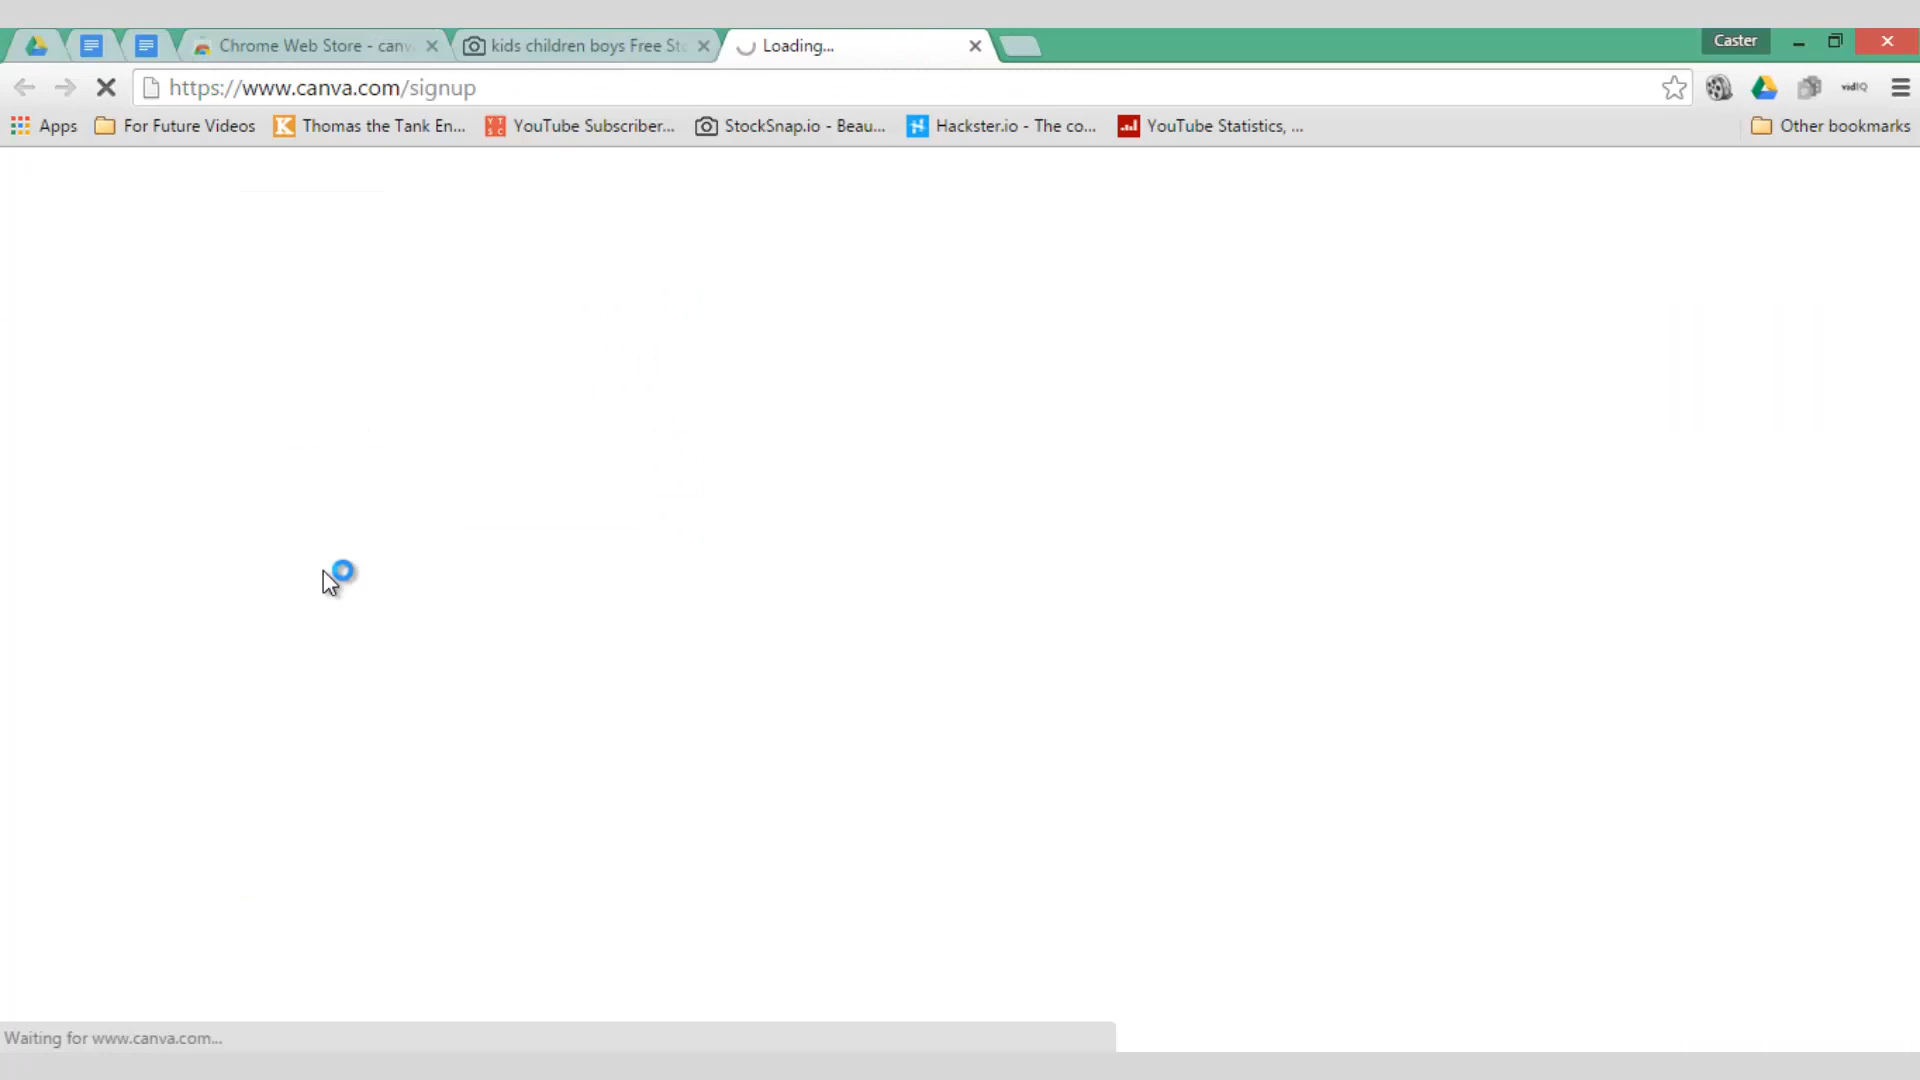 Chrome Web Store - canv
kids children boys Free Sto
Loading...
Caster
https://www.canva.com/signup
vidIQ
Apps
For Future Videos
Thomas the Tank En...
YouTube Subscriber...
StockSnap.io - Beau...
Hackster.io - The co...
YouTube Statistics, ...
Other bookmarks
Waiting for www.canva.com...